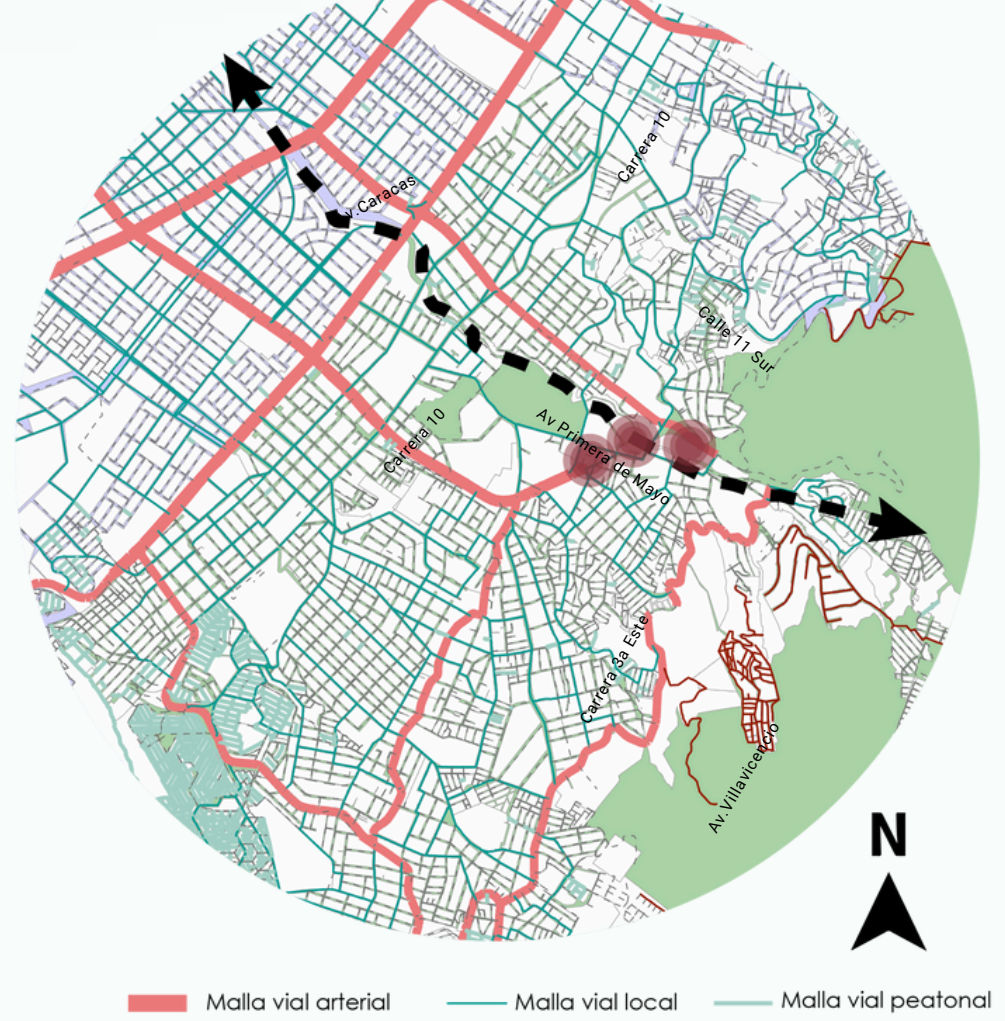 Carrera 10
v.Caracas
Calle 11 Sur
Av Primera de Mayo
Carrera 10
Carrera 3a Este
Av.Villavicencio
N
Malla vial arterial
Malla vial local
Malla vial peatonal